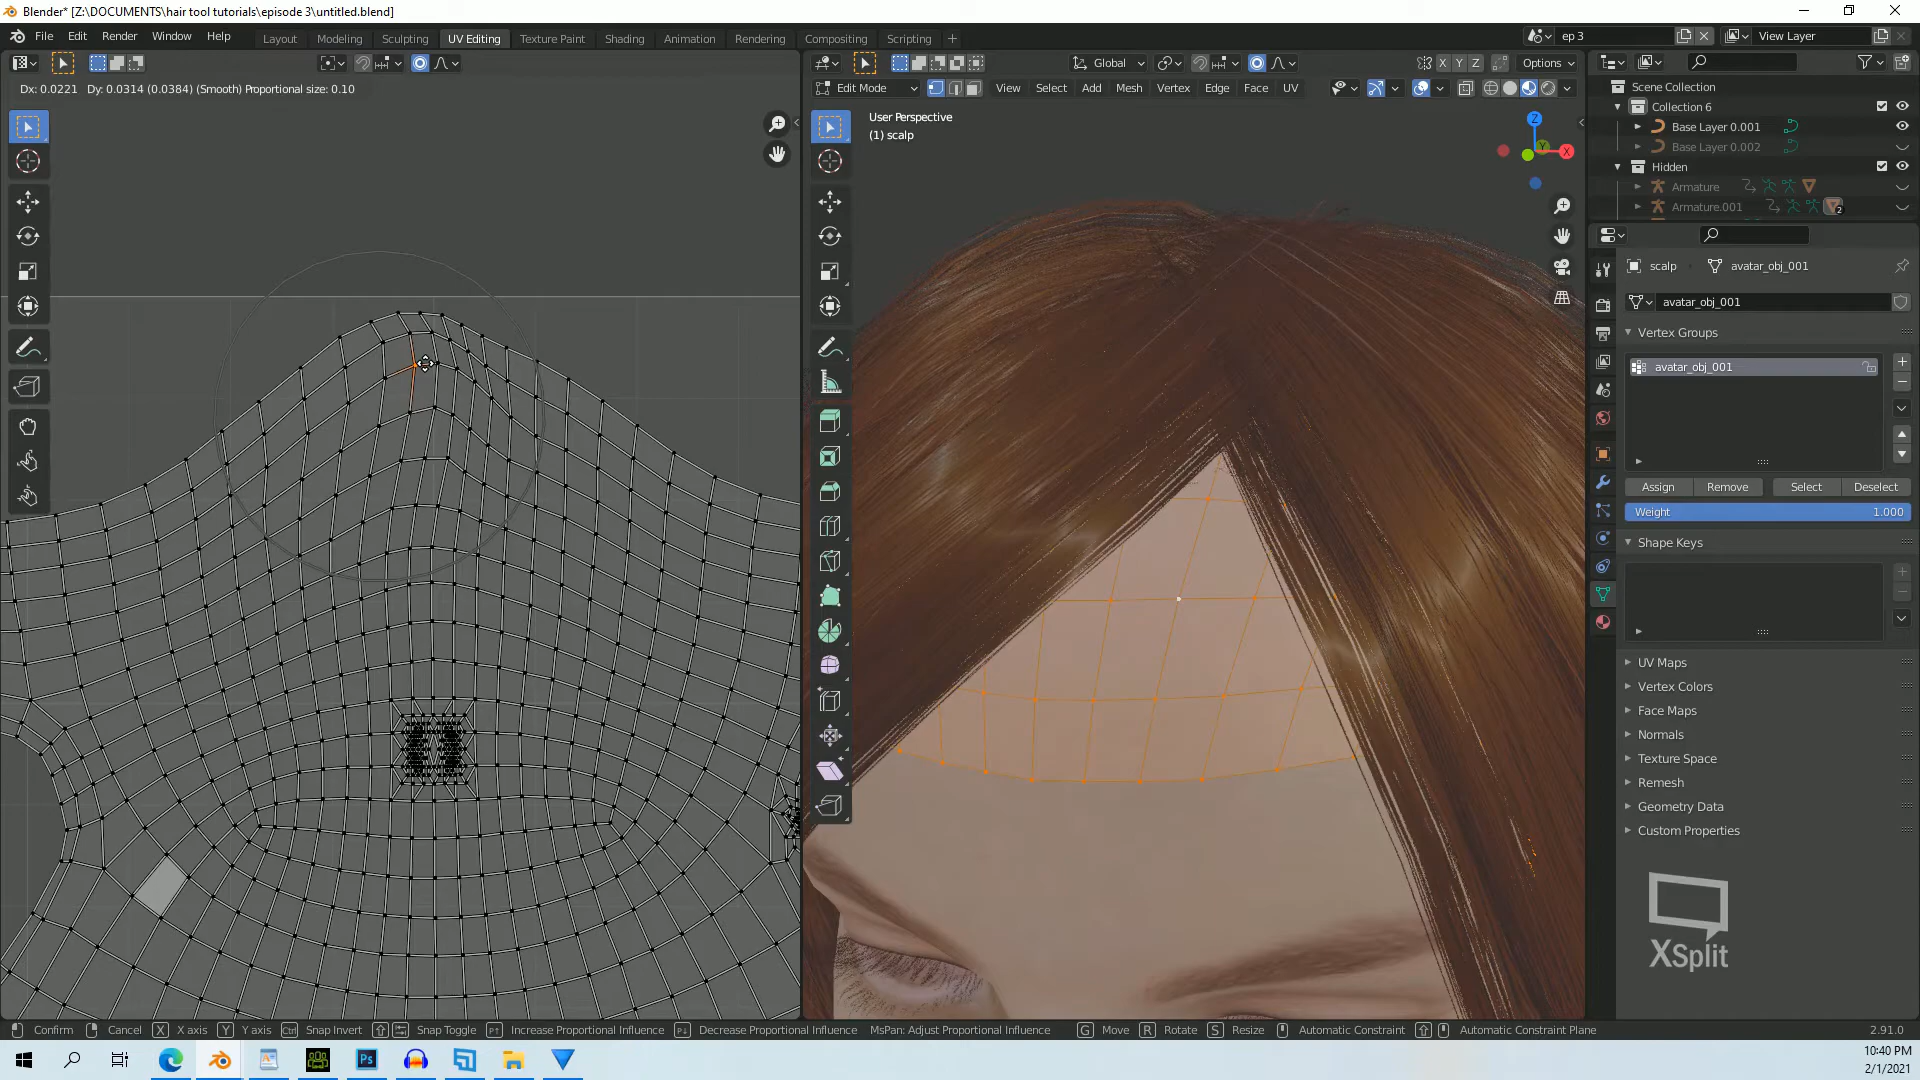 Blender* [Z:\DOCUMENTS\hair tool tutorials\episode 3\untitled.blend]
File Edit Render Window Help
Layout Modeling Sculpting UV Editing Texture Paint Shading Animation Rendering Compositing Scripting
ep 3
View Layer
Dx: 0.0221 Dy: 0.0314 (0.0384) (Smooth) Proportional size: 0.10
Global
X Y Z
Options
Edit Mode
View Select Add Mesh Vertex Edge Face UV
User Perspective
(1) scalp
Z
Y
X
Scene Collection
Collection 6
Base Layer 0.001
Base Layer 0.002
Hidden
Armature
Armature.001
2
scalp
avatar_obj_001
avatar_obj_001
Vertex Groups
avatar_obj_001
Assign Remove Select Deselect
Weight 1.000
Shape Keys
UV Maps
Vertex Colors
Face Maps
Normals
Texture Space
Remesh
Geometry Data
Custom Properties
XSplit
Confirm Cancel X X axis Y Y axis Ctrl Snap Invert Snap Toggle Increase Proportional Influence Decrease Proportional Influence MsPan: Adjust Proportional Influence G Move R Rotate S Resize Automatic Constraint Automatic Constraint Plane 2.91.0
Ps
10:40 PM
2/1/2021